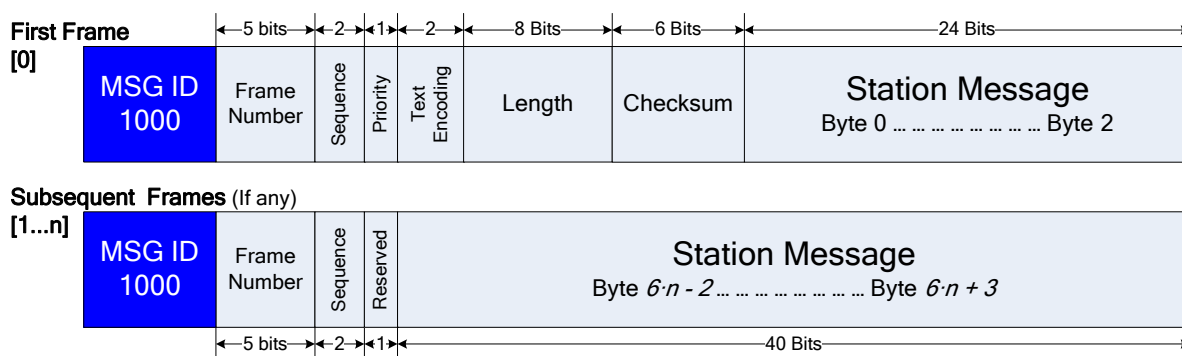 First Frame
[0]
5 bits 2 1 2 8 Bits 6 Bits 24 Bits
MSG ID
1000
Frame
Number
Sequence
Priority
Text
Encoding
Length
Checksum
Station Message
Byte 0 ... ... ... ... ... ... ... ... Byte 2
Subsequent Frames (If any)
[1...n]
MSG ID
1000
Frame
Number
Sequence
Reserved
Station Message
Byte 6·n - 2 ... ... ... ... ... ... ... ... Byte 6·n + 3
5 bits 2 1 40 Bits